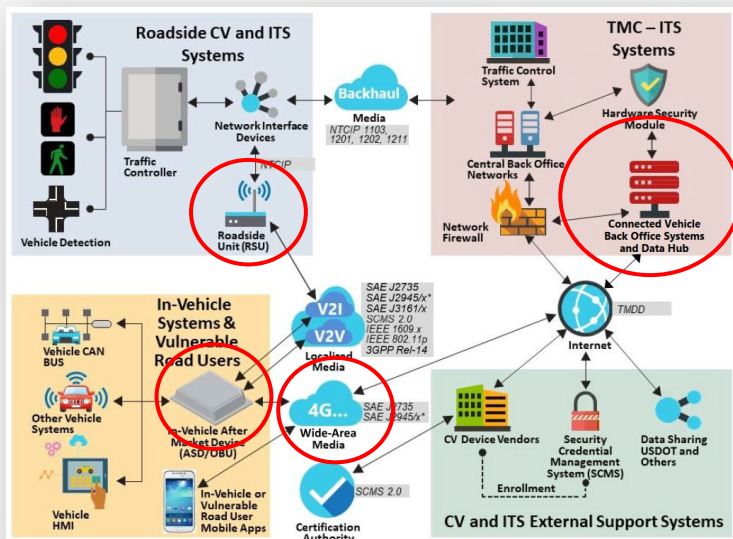 Roadside CV and ITS
Systems
Traffic
Controller
Vehicle Detection
Network Interface
Devices
NTCIP
Roadside
Unit (RSU)
Backhaul
Media
NTCIP 1103,
1201, 1202, 1211
TMC – ITS
Systems
Traffic Control
System
Hardware Security
Module
Central Back Office
Networks
Network
Firewall
Connected Vehicle
Back Office Systems
and Data Hub
In-Vehicle
Systems &
Vulnerable
Road Users
Vehicle CAN
BUS
Other Vehicle
Systems
Vehicle
HMI
In-Vehicle After
Market Device
(ASD/OBU)
In-Vehicle or
Vulnerable
Road User
Mobile Apps
V2I
V2V
Localized Media
SAE J2735
SAE J2945/x*
SAE J3161/x
SCMS 2.0
IEEE 1609.x
IEEE 802.11p
3GPP Rel-14
4G...
Wide-Area
Media
SAE J2735
SAE J2945/x*
SCMS 2.0
Certification
Authority
Internet
TMDD
CV Device Vendors
Security
Credential
Management
System (SCMS)
Data Sharing
USDOT and
Others
Enrollment
CV and ITS External Support Systems